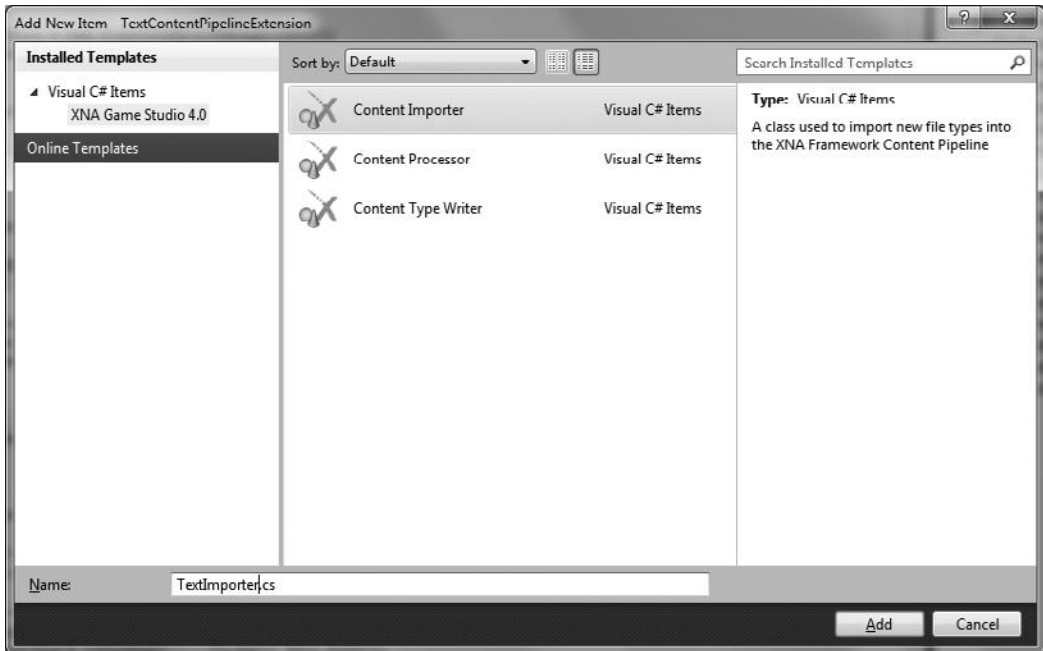 Add New Item TextContentPipelineExtension
? X
Installed Templates
Visual C# Items
XNA Game Studio 4.0
Online Templates
Sort by: Default
Content Importer Visual C# Items
Content Processor Visual C# Items
Content Type Writer Visual C# Items
Search Installed Templates
Type: Visual C# Items
A class used to import new file types into
the XNA Framework Content Pipeline
Name: TextImporter.cs
Add Cancel